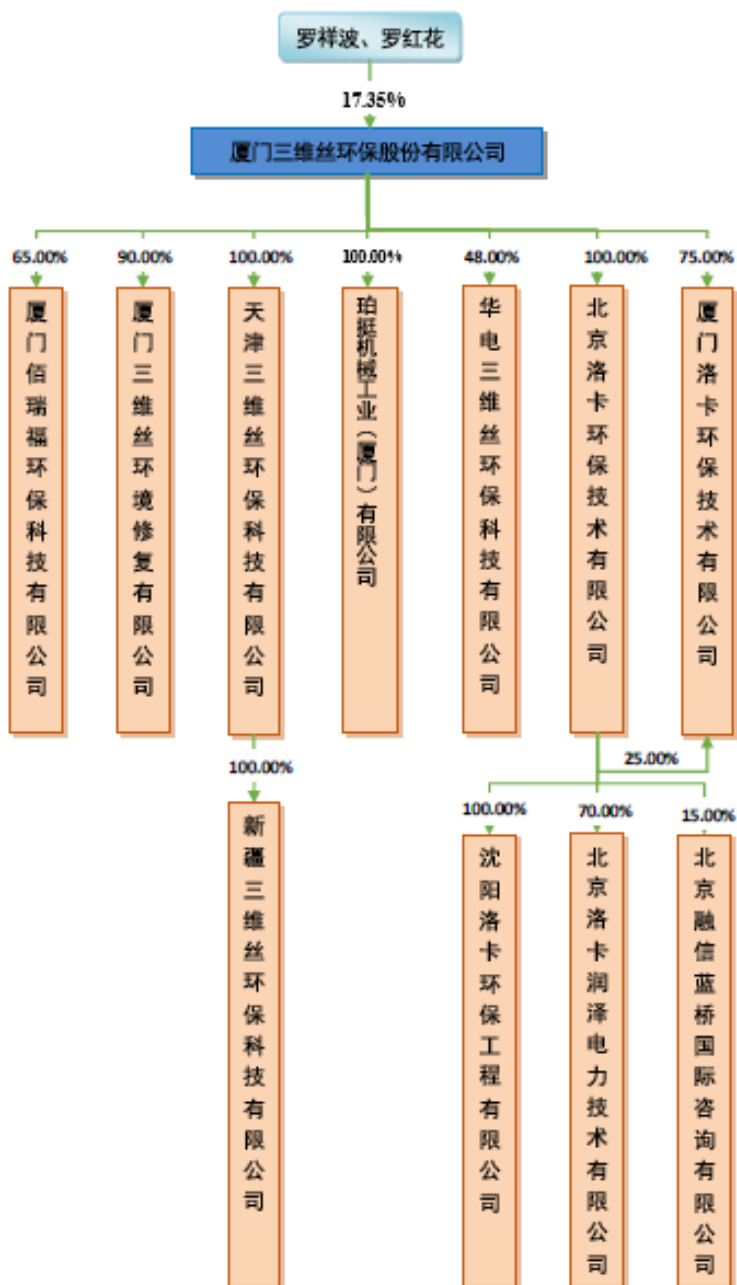 罗祥波、罗红花
17.35%
厦门三维丝环保股份有限公司
65.00%
90.00%
100.00%
100.00%
48.00%
100.00%
75.00%
厦门佰瑞福环保科技有限公司
厦门三维丝环境修复有限公司
天津三维丝环保科技有限公司
珀挺机械工业（厦门）有限公司
华电三维丝环保科技有限公司
北京洛卡环保技术有限公司
厦门洛卡环保技术有限公司
25.00%
100.00%
100.00%
70.00%
15.00%
新疆三维丝环保科技有限公司
沈阳洛卡环保工程有限公司
北京洛卡润泽电力技术有限公司
北京融信蓝桥国际咨询有限公司